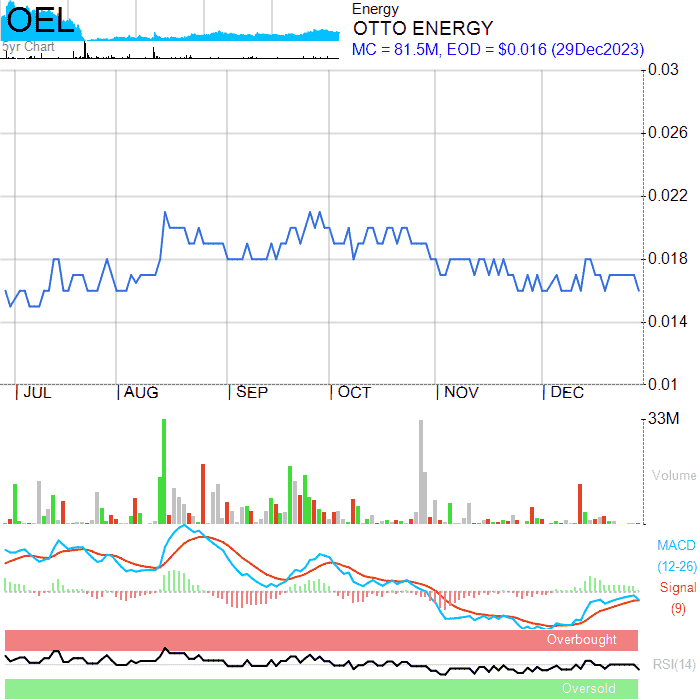 OEL
5yr Chart
Energy
OTTO ENERGY
MC = 81.5M, EOD = $0.016 (29Dec2023)
0.03
0.026
0.022
0.018
0.014
0.01
JUL AUG SEP OCT NOV DEC
33M
Volume
MACD
(12-26)
Signal
(9)
Overbought
RSI(14)
Oversold